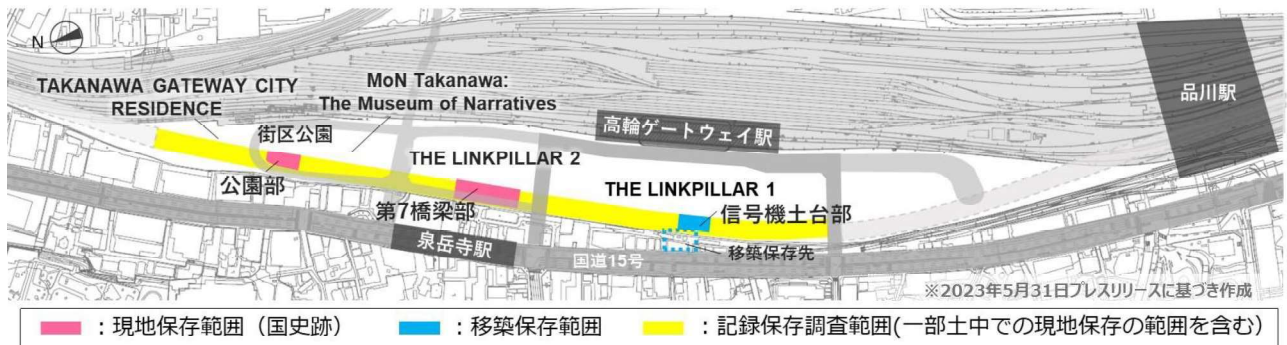 N
TAKANAWA GATEWAY CITY
RESIDENCE
MoN Takanawa:
The Museum of Narratives
街区公園
公園部
THE LINKPILLAR 2
第7橋梁部
高輪ゲートウェイ駅
THE LINKPILLAR 1
信号機土台部
品川駅
泉岳寺駅
国道15号
移築保存先
※2023年5月31日プレスリリースに基づき作成
：現地保存範囲（国史跡）
：移築保存範囲
：記録保存調査範囲(一部土中での現地保存の範囲を含む）